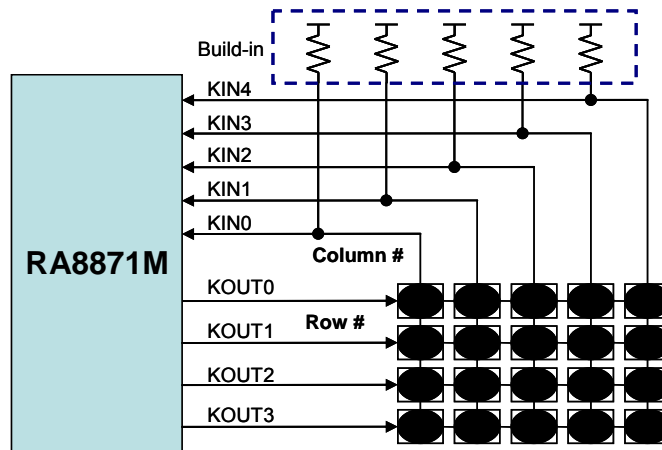 Build-in
KIN4
KIN3
KIN2
KIN1
KIN0
Column #
RA8871M
KOUT0
Row #
KOUT1
KOUT2
KOUT3